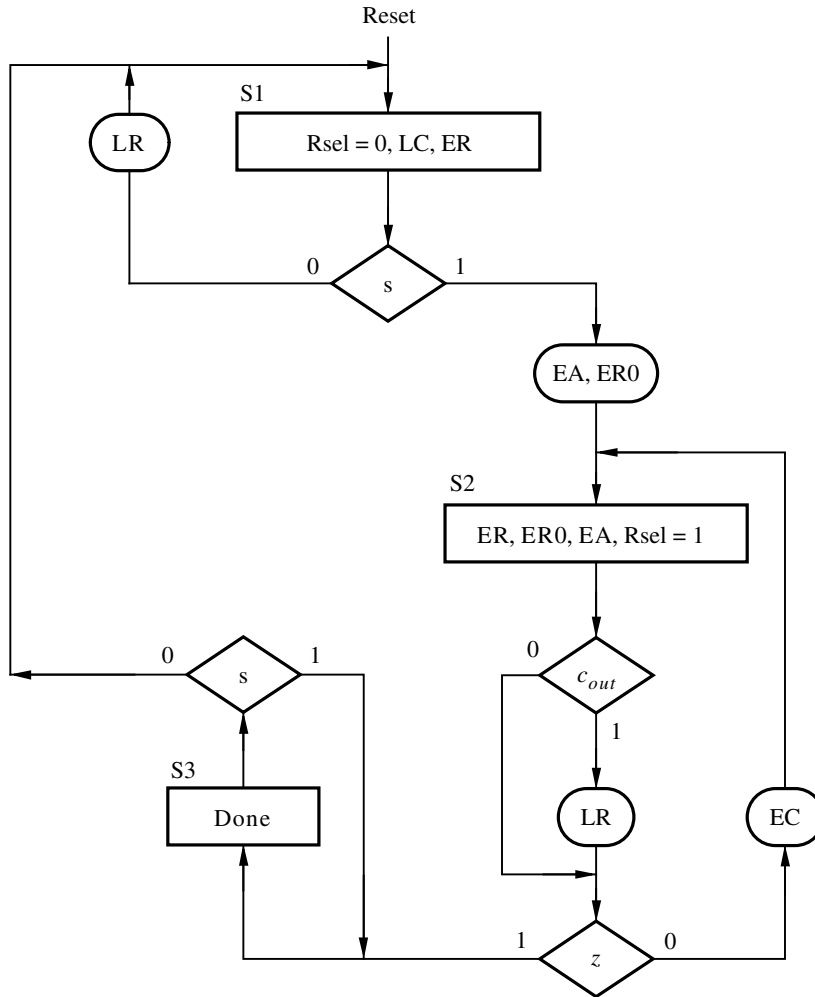 Reset
S1
LR
Rsel = 0, LC, ER
0
s
1
EA, ER0
S2
ER, ER0, EA, Rsel = 1
0
s
1
0
c_out
1
S3
Done
LR
EC
1
z
0